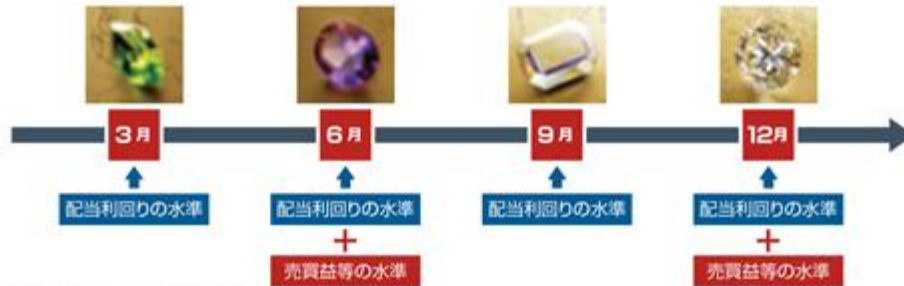 3月 6月 9月 12月
配当利回りの水準 配当利回りの水準 配当利回りの水準 配当利回りの水準
+ +
売買益等の水準 売買益等の水準